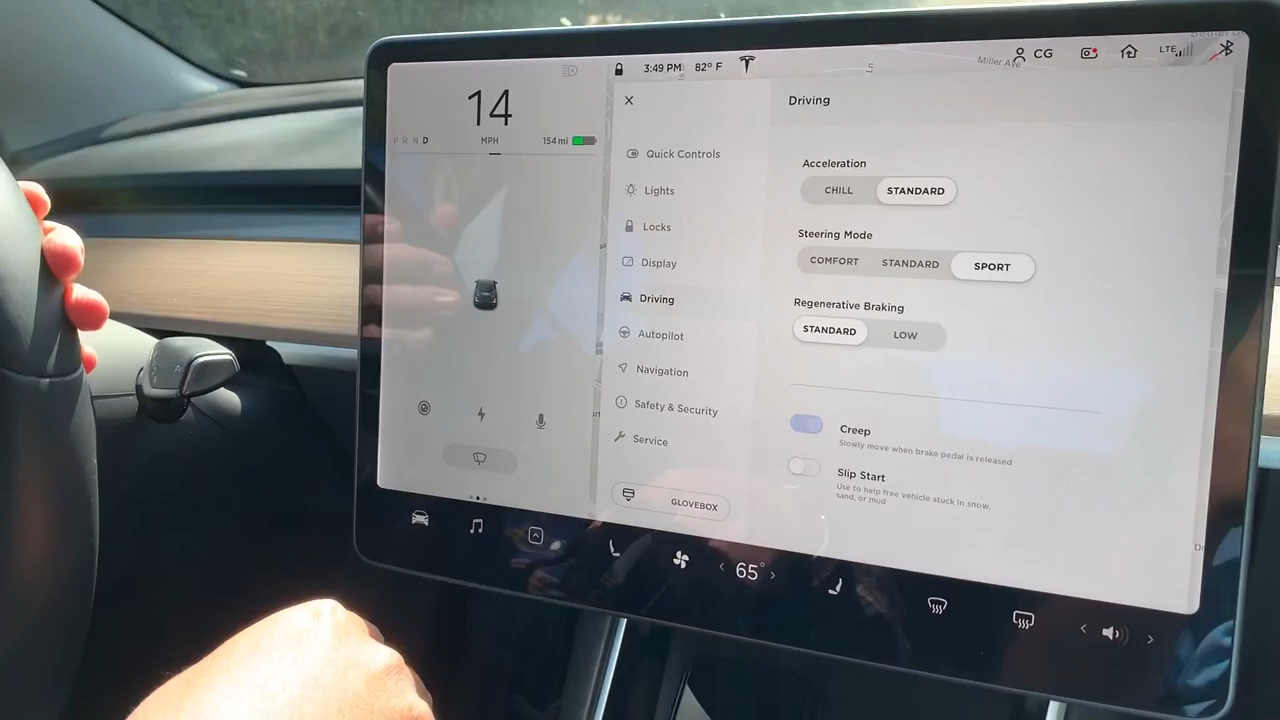 3:49 PM 82° F
Miller Ave
CG
LTE
14
P R N D
MPH
154 mi
Driving
Quick Controls
Lights
Locks
Display
Driving
Autopilot
Navigation
Safety & Security
Service
GLOVEBOX
Acceleration
CHILL STANDARD
Steering Mode
COMFORT STANDARD SPORT
Regenerative Braking
STANDARD LOW
Creep
Slowly move when brake pedal is released
Slip Start
Use to help free vehicle stuck in snow,
sand, or mud
65°